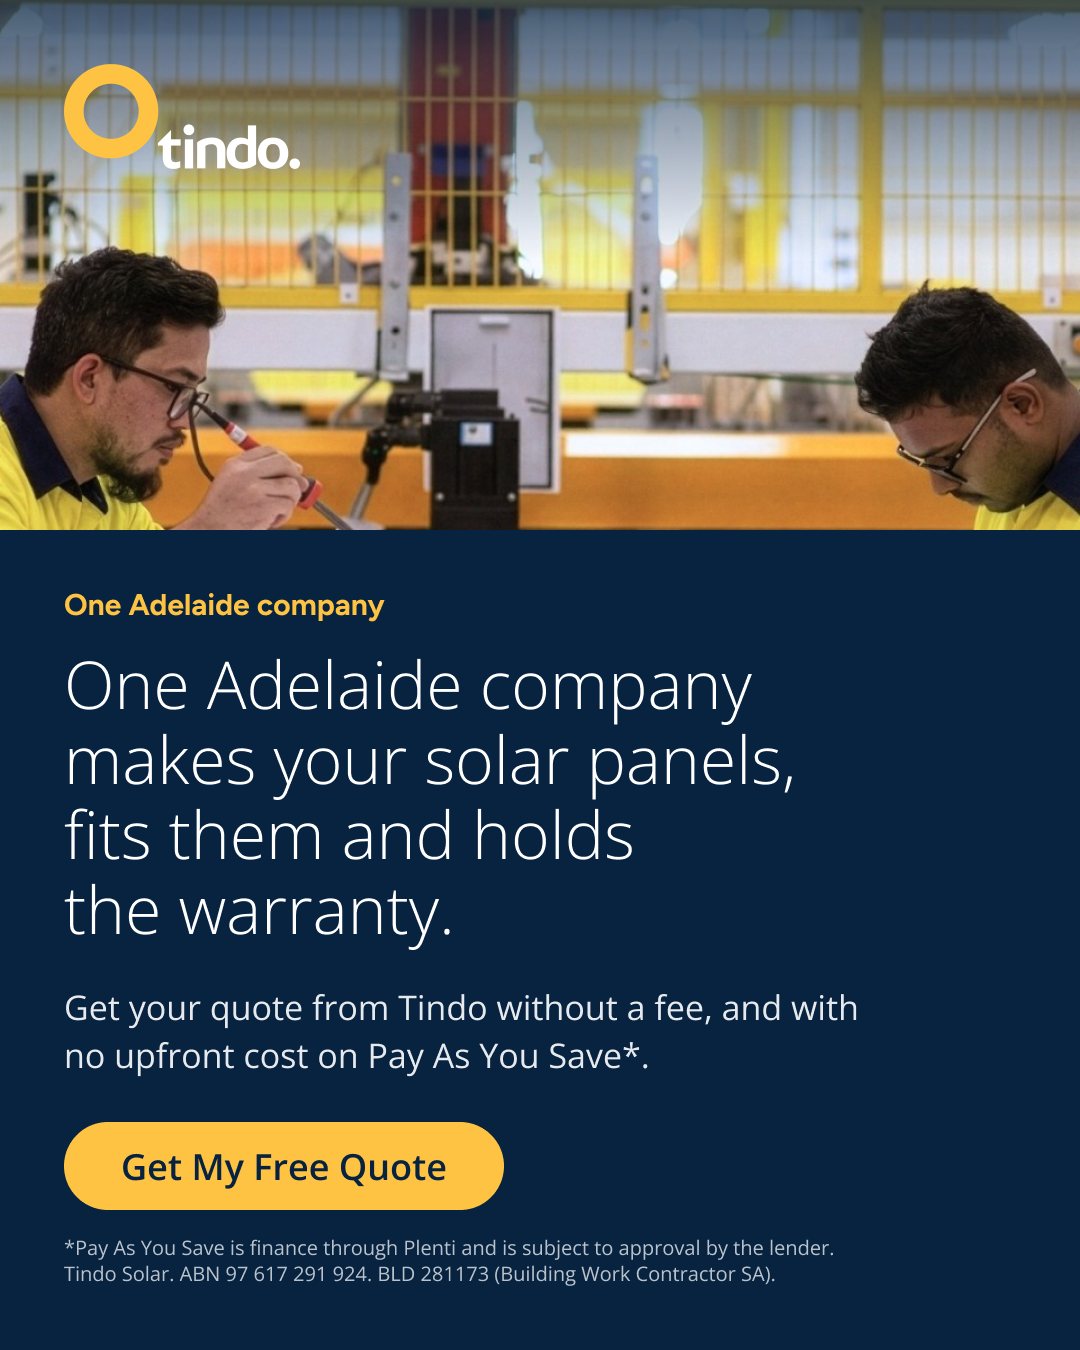 tindo.
One Adelaide company
One Adelaide company
makes your solar panels,
fits them and holds
the warranty.
Get your quote from Tindo without a fee, and with
no upfront cost on Pay As You Save*.
Get My Free Quote
*Pay As You Save is finance through Plenti and is subject to approval by the lender.
Tindo Solar. ABN 97 617 291 924. BLD 281173 (Building Work Contractor SA).